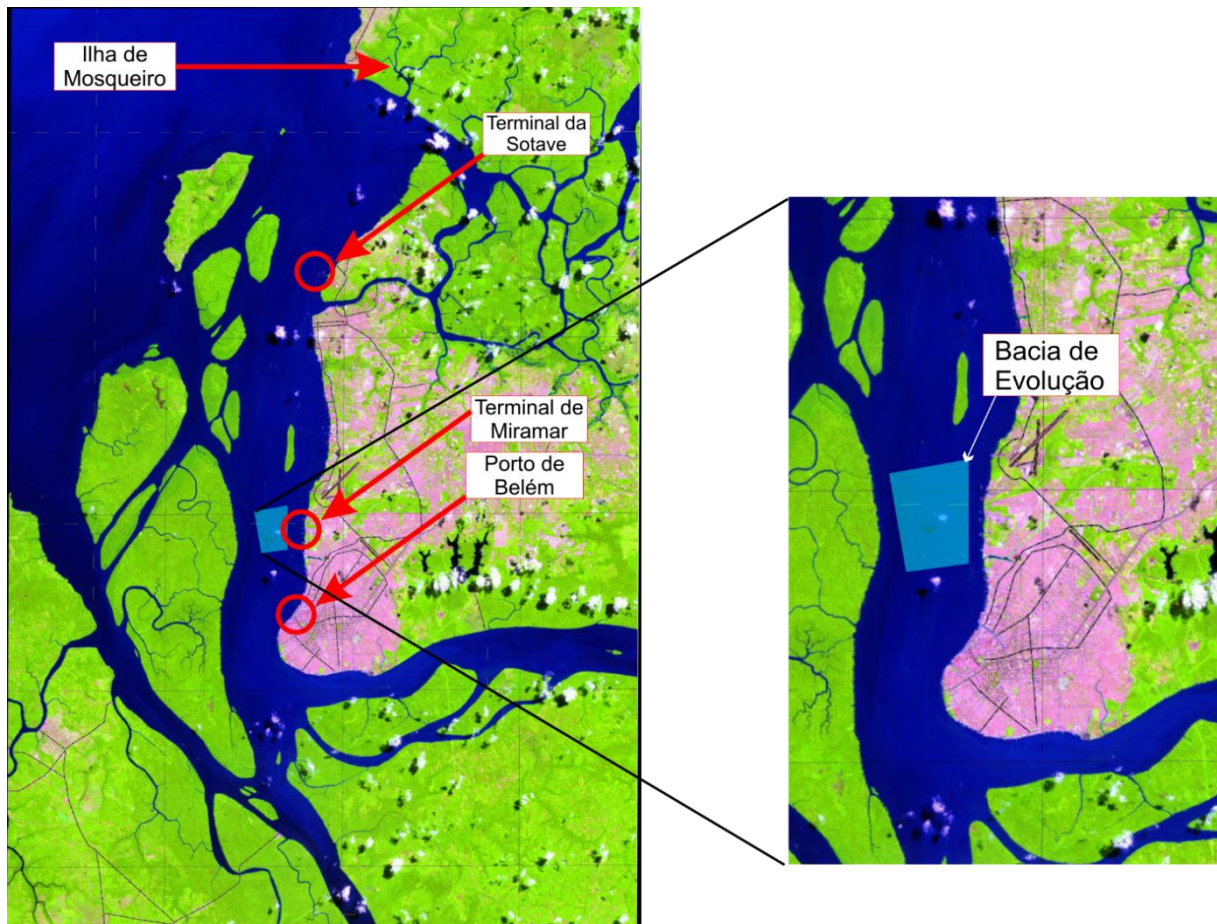 Ilha de
Mosqueiro
Terminal da
Sotave
Terminal de
Miramar
Porto de
Belém
Bacia de
Evolução